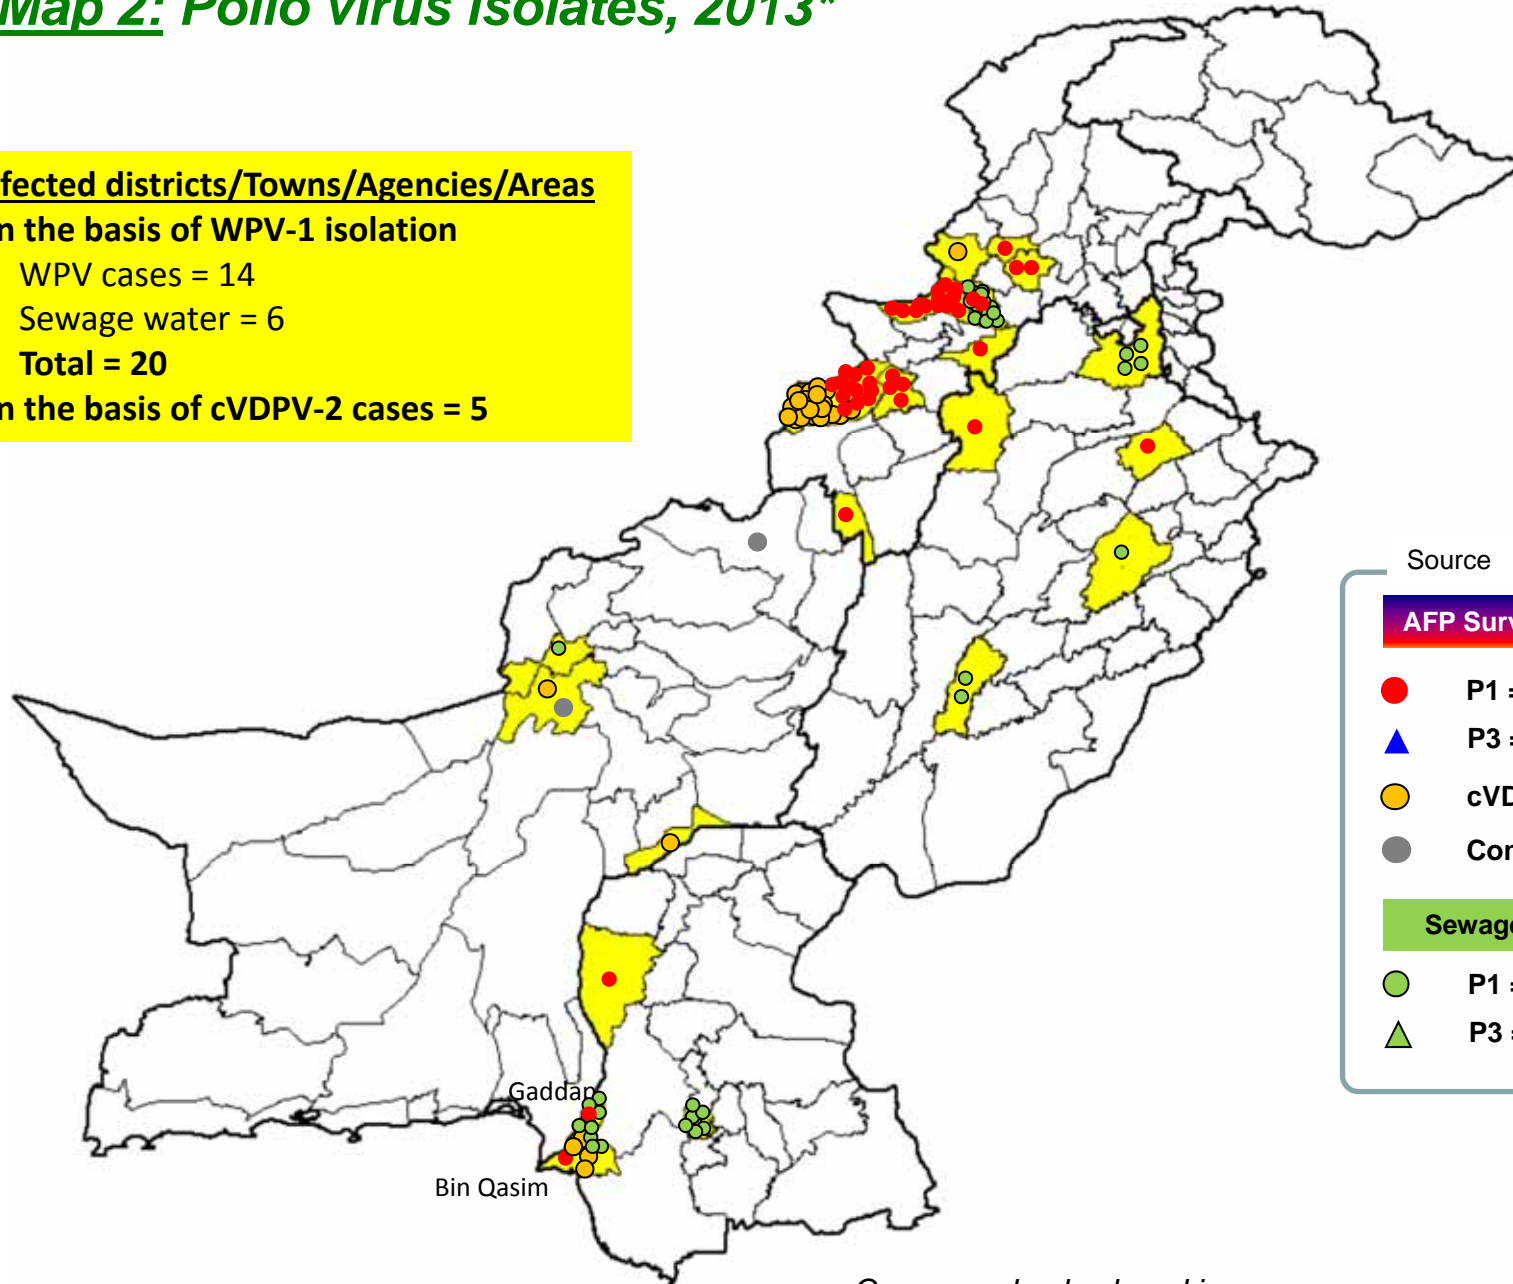 Map 2: Polio virus isolates, 2013*
fected districts/Towns/Agencies/Areas
n the basis of WPV-1 isolation
WPV cases = 14
Sewage water = 6
Total = 20
n the basis of cVDPV-2 cases = 5
Source
AFP Surv
P1 =
P3 =
cVD
Com
Sewage
P1 =
P3 =
Gaddap
Bin Qasim